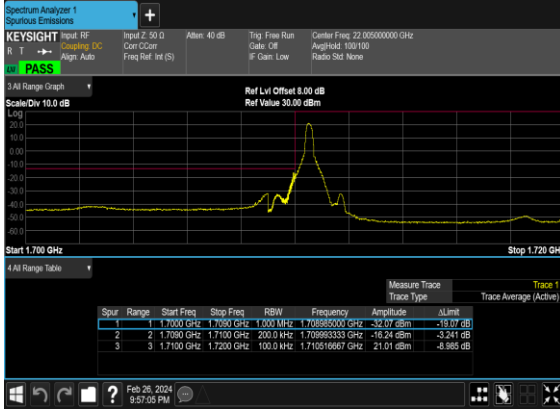 Spectrum Analyzer 1
Spurious Emissions
+
KEYSIGHT
R T
LXI PASS
Input: RF
Coupling: DC
Align: Auto
Input Z: 50 Ω
Corr CCorr
Freq Ref: Int (S)
Atten: 40 dB
Trig: Free Run
Gate: Off
IF Gain: Low
Center Freq: 22.005000000 GHz
Avg|Hold: 100/100
Radio Std: None
3 All Range Graph
Scale/Div 10.0 dB
Ref Lvl Offset 8.00 dB
Ref Value 30.00 dBm
Log
20.0
10.0
0.00
-10.0
-20.0
-30.0
-40.0
-50.0
-60.0
Start 1.700 GHz
Stop 1.720 GH
4 All Range Table
Measure Trace Trace 1
Trace Type Trace Average (Active)
Spur Range Start Freq Stop Freq RBW Frequency Amplitude ΔLimit
1 1 1.7000 GHz 1.7090 GHz 1.000 MHz 1.708985000 GHz -32.07 dBm -19.07 dB
2 2 1.7090 GHz 1.7100 GHz 200.0 kHz 1.709993333 GHz -16.24 dBm -3.241 dB
3 3 1.7100 GHz 1.7200 GHz 100.0 kHz 1.710516667 GHz 21.01 dBm -8.985 dB
?
Feb 26, 2024
9:57:05 PM